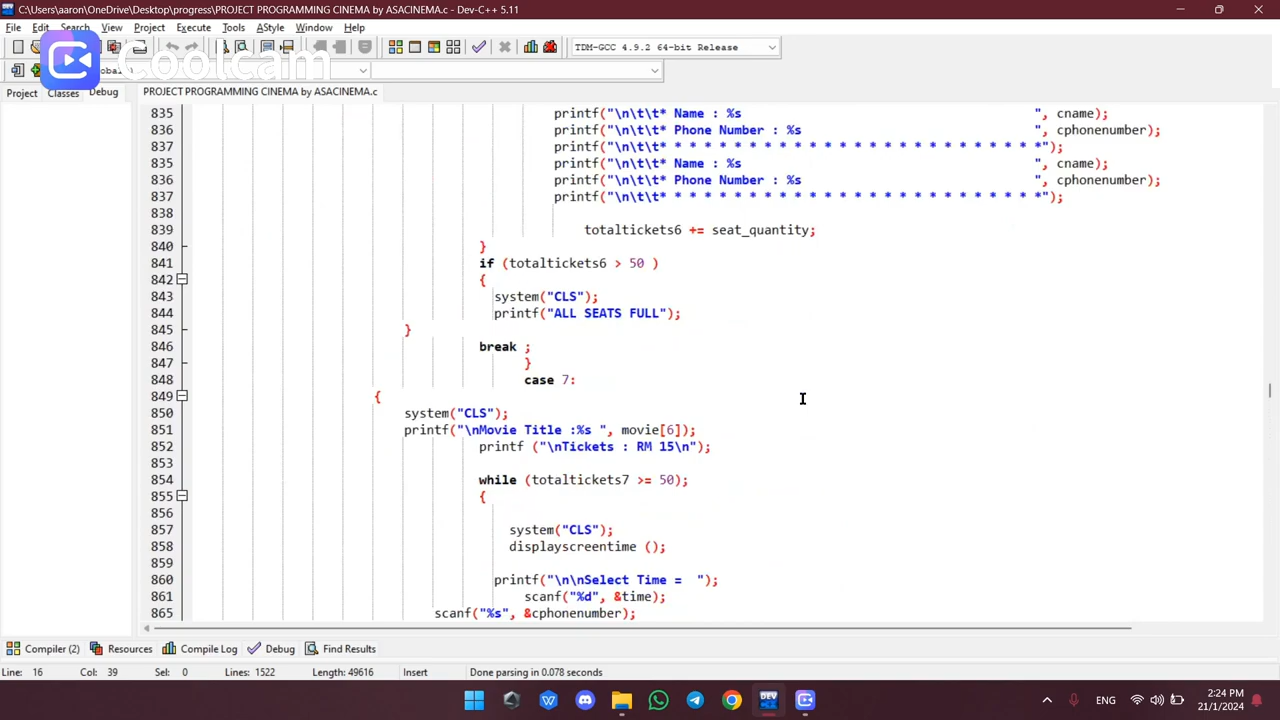 C:\Users\aaron\OneDrive\Desktop\progress\PROJECT PROGRAMMING CINEMA by ASACINEMA.c - Dev-C++ 5.11
File Edit Search View Project Execute Tools AStyle Window Help
TDM-GCC 4.9.2 64-bit Release
Coolcam
Project Classes Debug PROJECT PROGRAMMING CINEMA by ASACINEMA.c
835 printf("\n\t\t* Name : %s ", cname);
836 printf("\n\t\t* Phone Number : %s ", cphonenumber);
837 printf("\n\t\t* * * * * * * * * * * * * * * * * * * * * * * * * *");
835 printf("\n\t\t* Name : %s ", cname);
836 printf("\n\t\t* Phone Number : %s ", cphonenumber);
837 printf("\n\t\t* * * * * * * * * * * * * * * * * * * * * * * * * *");
838
839 totaltickets6 += seat_quantity;
840 }
841 if (totaltickets6 > 50 )
842 {
843 system("CLS");
844 printf("ALL SEATS FULL");
845 }
846 break ;
847 }
848 case 7:
849 {
850 system("CLS");
851 printf("\nMovie Title :%s ", movie[6]);
852 printf ("\nTickets : RM 15\n");
853
854 while (totaltickets7 >= 50);
855 {
856
857 system("CLS");
858 displayscreentime ();
859
860 printf("\n\nSelect Time =  ");
861 scanf("%d", &time);
865 scanf("%s", &cphonenumber);
Compiler (2) Resources Compile Log Debug Find Results
Line: 16 Col: 39 Sel: 0 Lines: 1522 Length: 49616 Insert Done parsing in 0.078 seconds
DEV
ENG
2:24 PM
21/1/2024